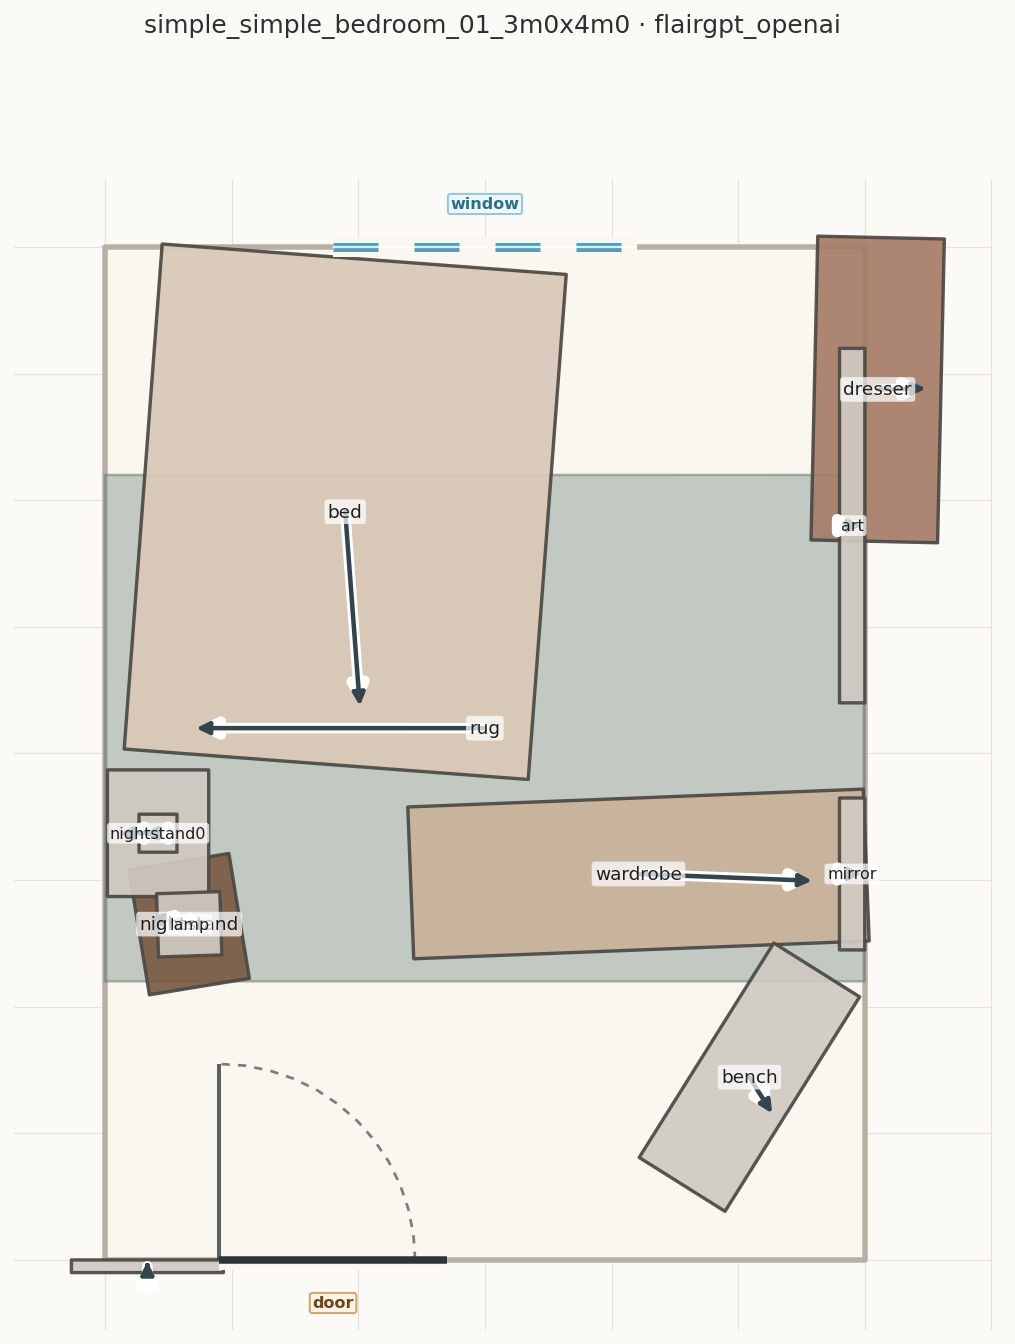 simple_simple_bedroom_01_3m0x4m0 · flairgpt_openai
window
dresser
bed
art
rug
nightstand0
wardrobe
mirror
lamp
bench
door